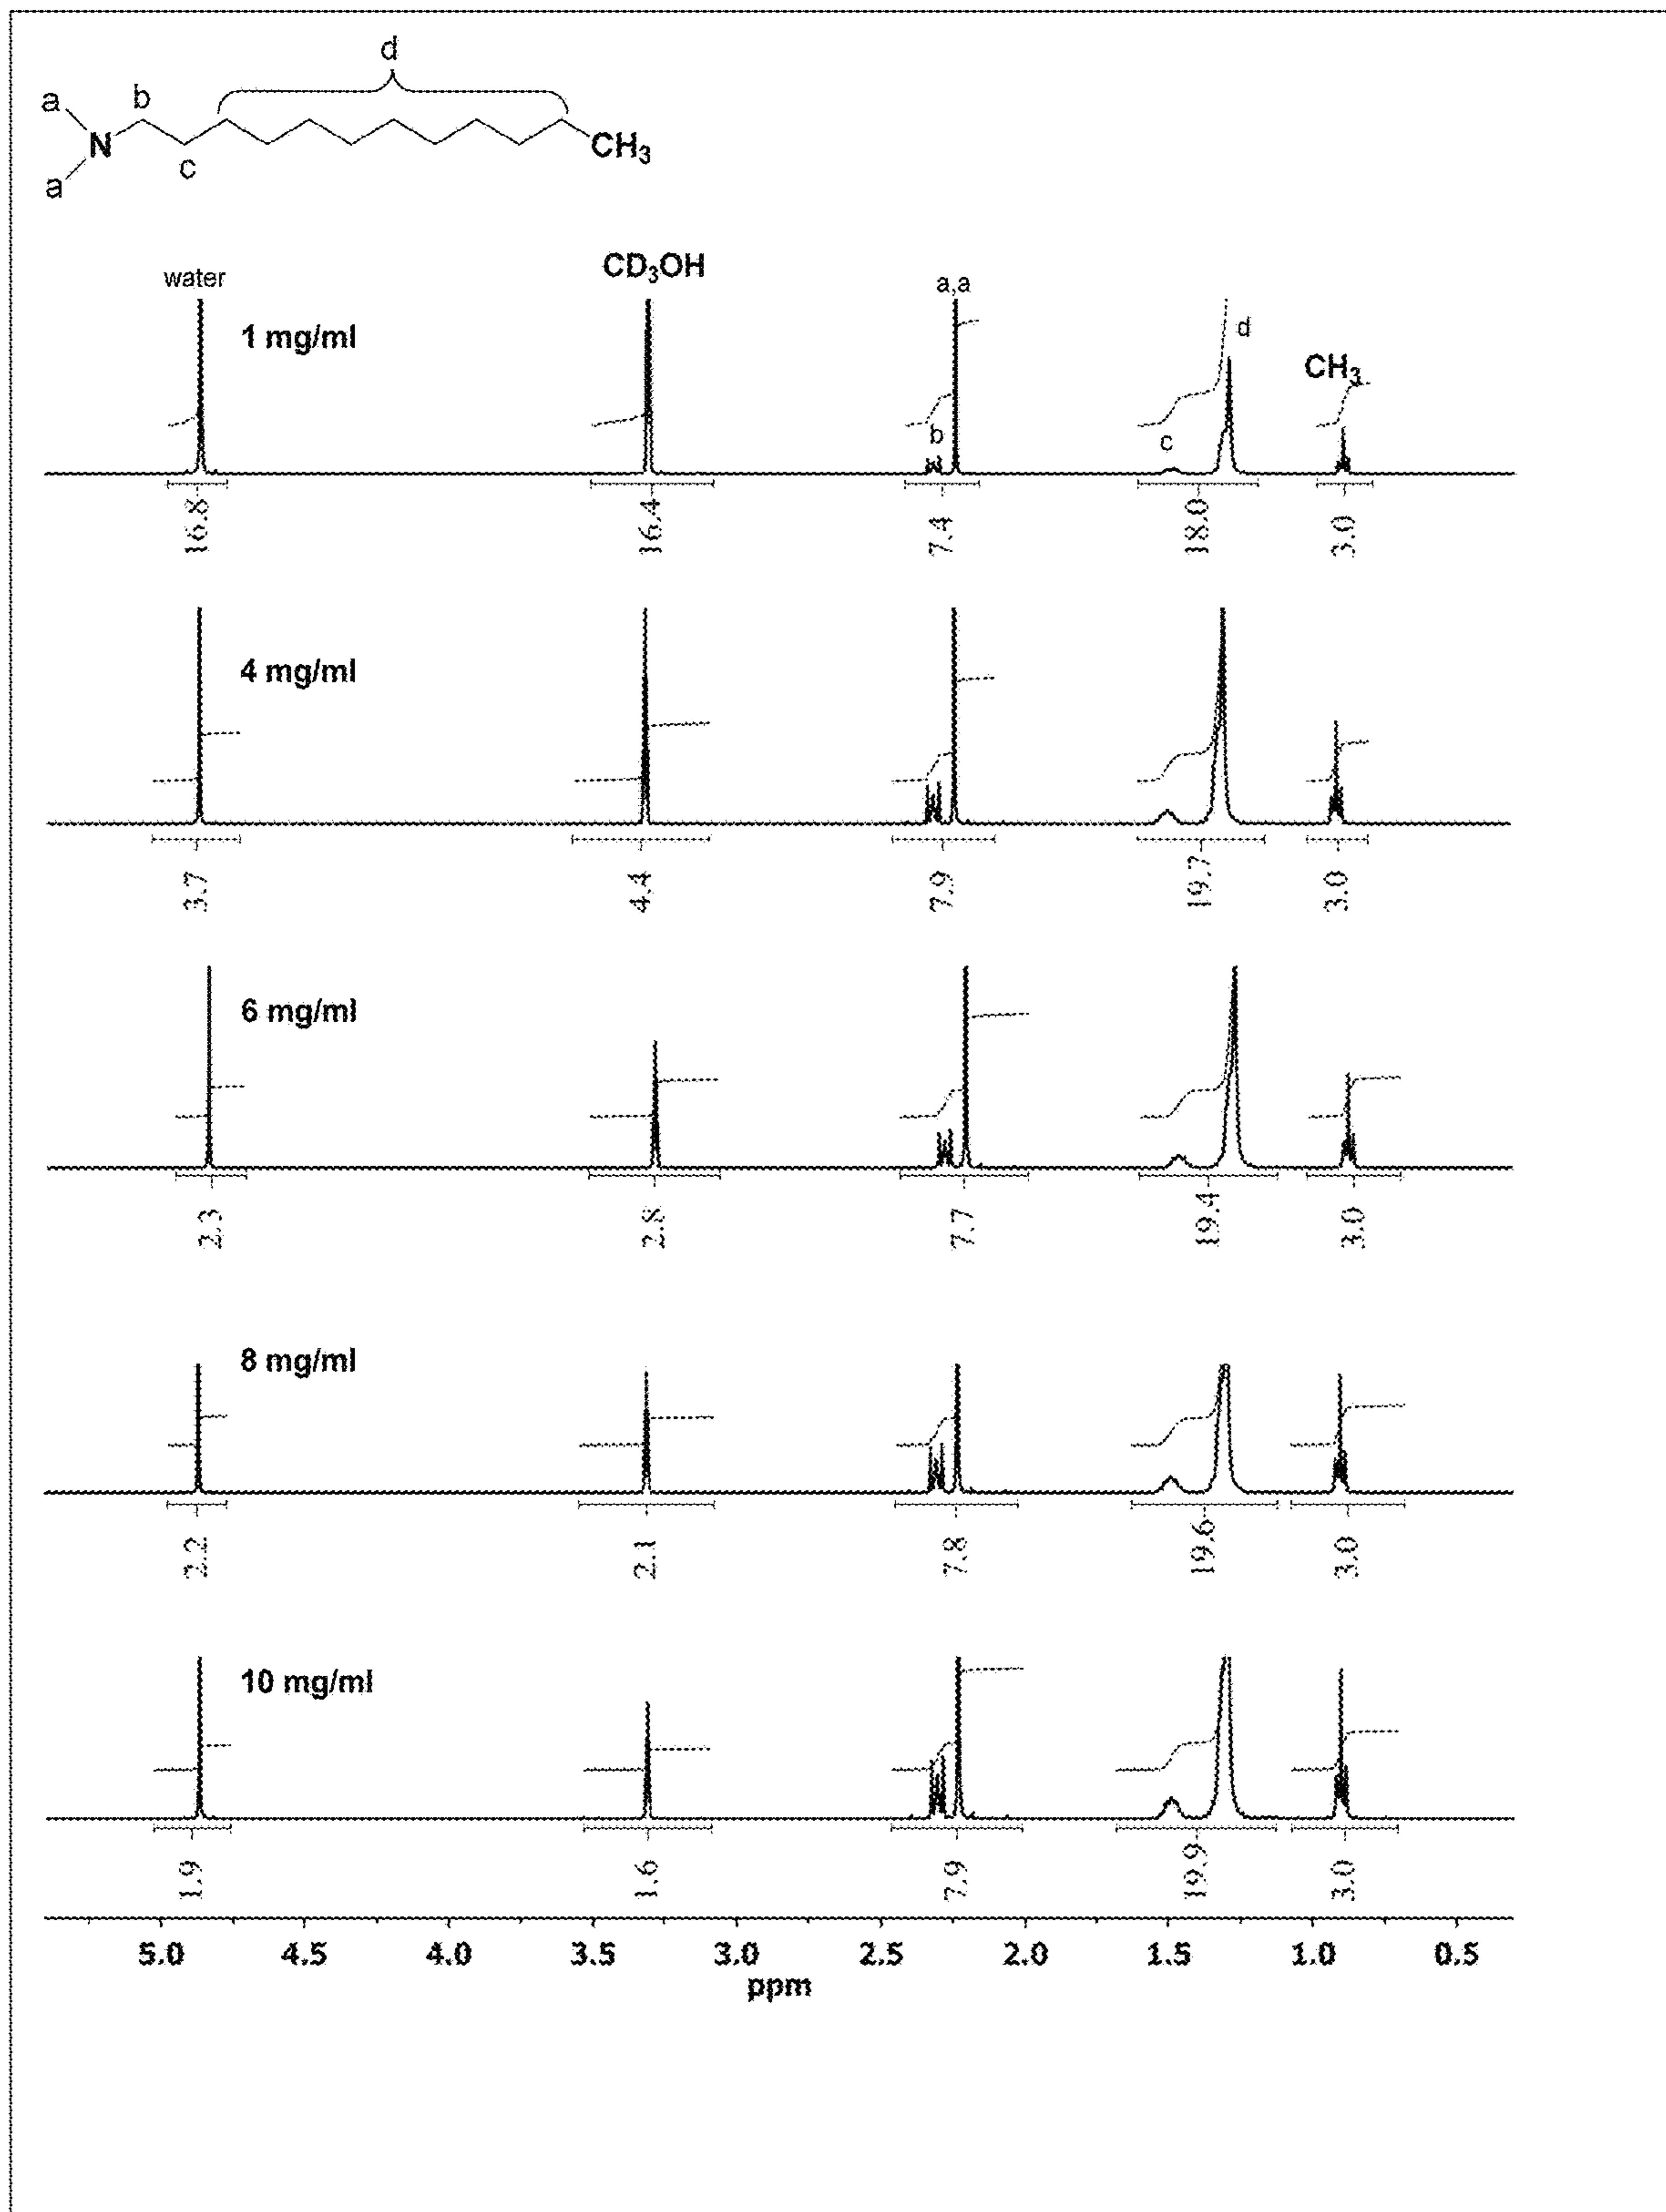 d
a b
N CH₃
c
a
water CD₃OH a,a
1 mg/ml d
CH₃
b c
16.8 16.4 7.4 18.0 3.0
4 mg/ml
3.7 4.4 7.9 19.7 3.0
6 mg/ml
2.3 2.8 7.7 19.4 3.0
8 mg/ml
2.2 2.1 7.8 19.6 3.0
10 mg/ml
1.9 1.6 7.9 19.9 3.0
5.0 4.5 4.0 3.5 3.0 2.5 2.0 1.5 1.0 0.5
ppm